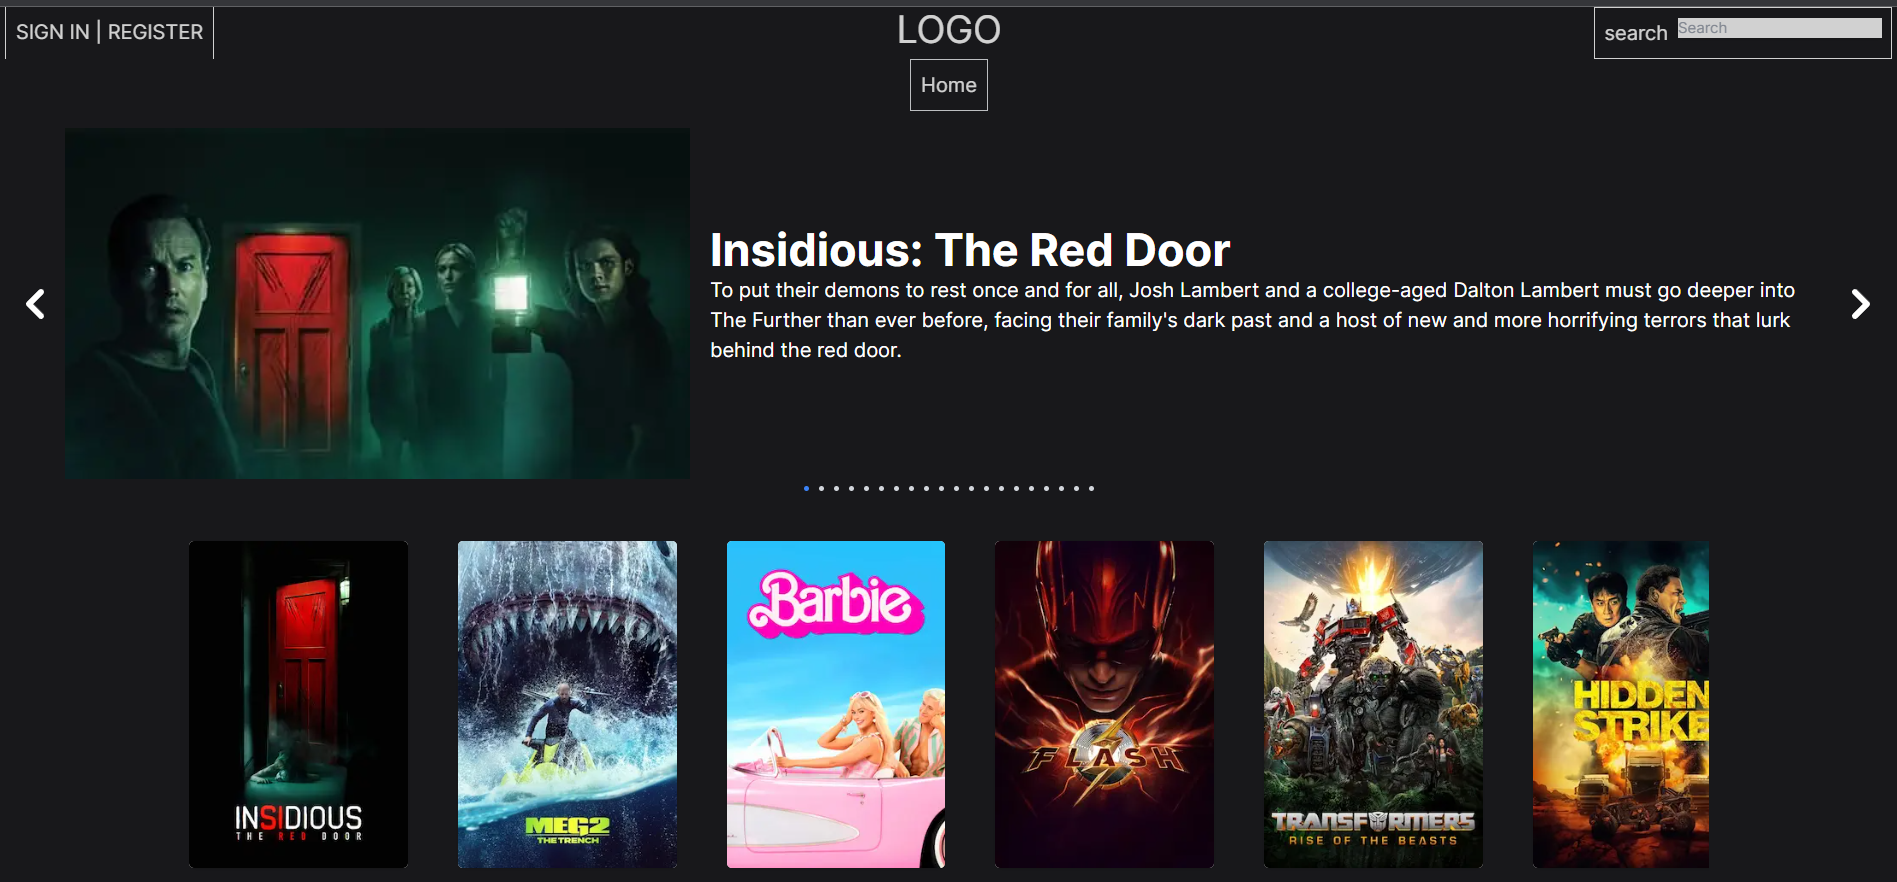 SIGN IN | REGISTER
LOGO
search
Search
Home
Insidious: The Red Door
To put their demons to rest once and for all, Josh Lambert and a college-aged Dalton Lambert must go deeper into
The Further than ever before, facing their family's dark past and a host of new and more horrifying terrors that lurk
behind the red door.
INSIDIOUS
THE RED DOOR
MEG2
THE TRENCH
Barbie
FLASH
TRANSFORMERS
RISE OF THE BEASTS
HIDDEN
STRIKE